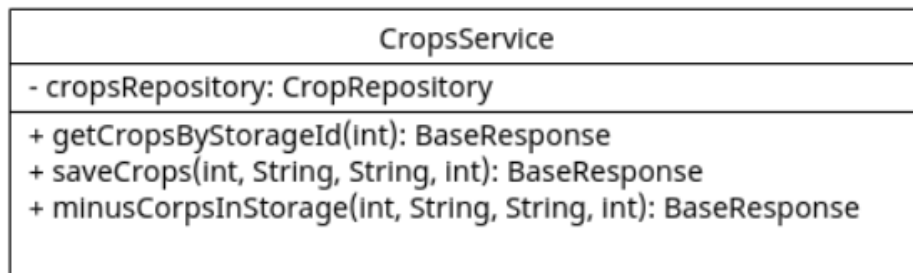 CropsService
- cropsRepository: CropRepository
+ getCropsByStorageId(int): BaseResponse
+ saveCrops(int, String, String, int): BaseResponse
+ minusCorpsInStorage(int, String, String, int): BaseResponse